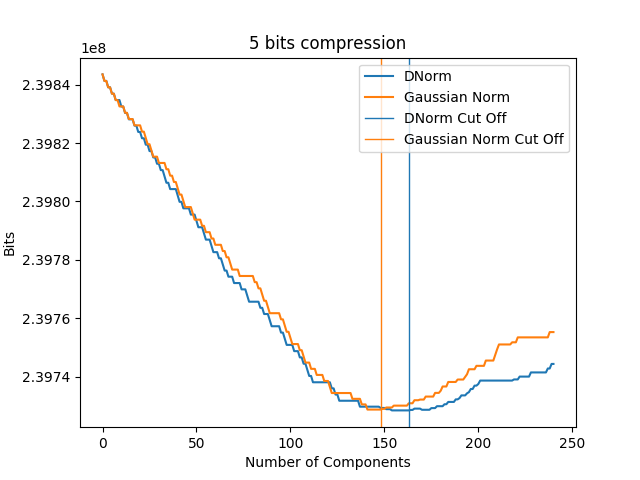 5 bits compression
1e8
2.3984
2.3982
2.3980
2.3978
2.3976
2.3974
Bits
DNorm
Gaussian Norm
DNorm Cut Off
Gaussian Norm Cut Off
0 50 100 150 200 250
Number of Components